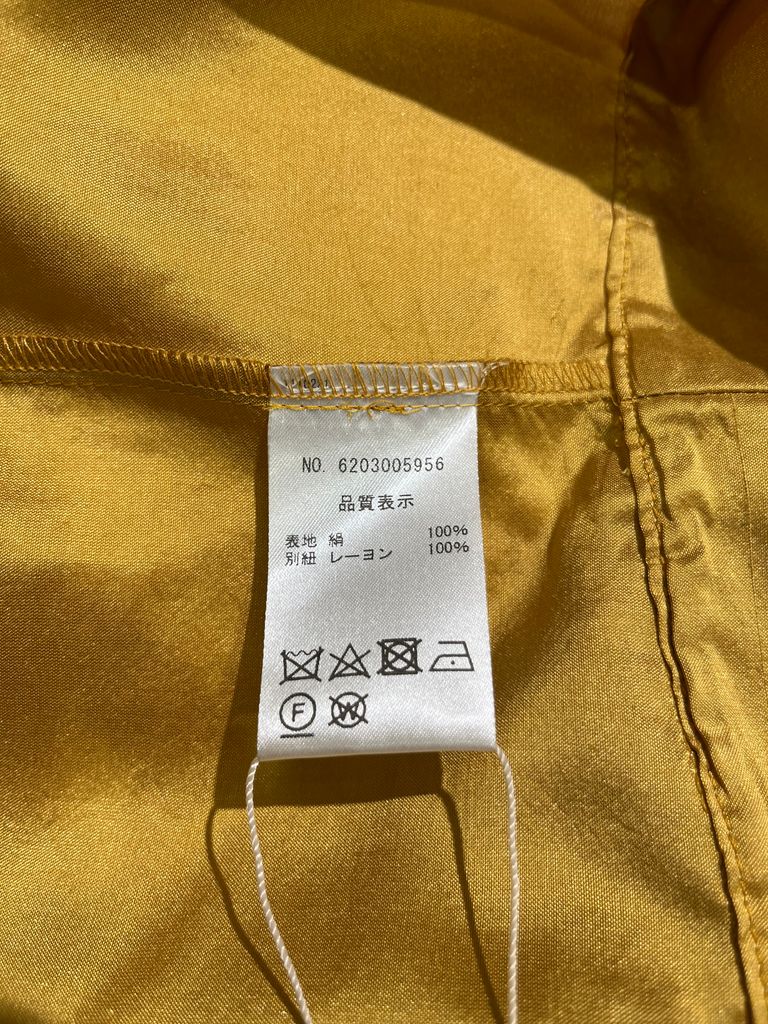 NO. 6203005956
品質表示
表地 絹 100%
別紐 レーヨン 100%
F
W